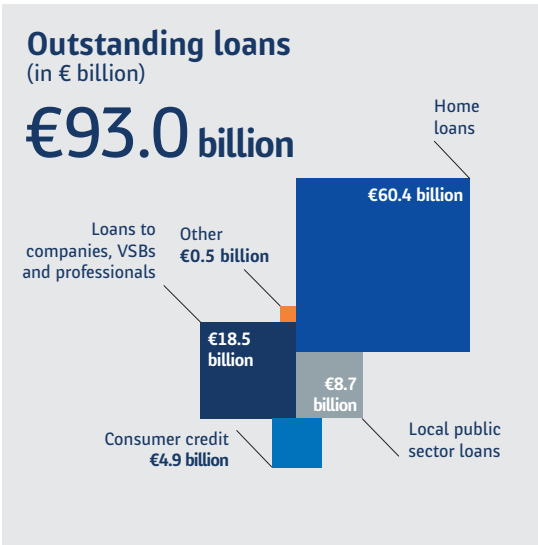 Outstanding loans
(in € billion)
€93.0 billion
Home
loans
€60.4 billion
Loans to
companies, VSBs
and professionals
Other
€0.5 billion
€18.5
billion
€8.7
billion
Consumer credit
€4.9 billion
Local public
sector loans